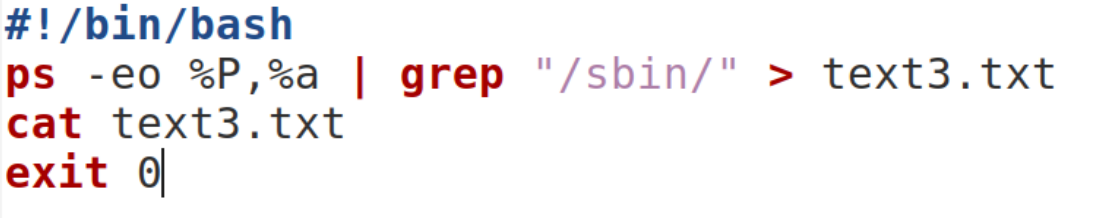 #!/bin/bash
ps -eo %P,%a | grep "/sbin/" > text3.txt
cat text3.txt
exit 0